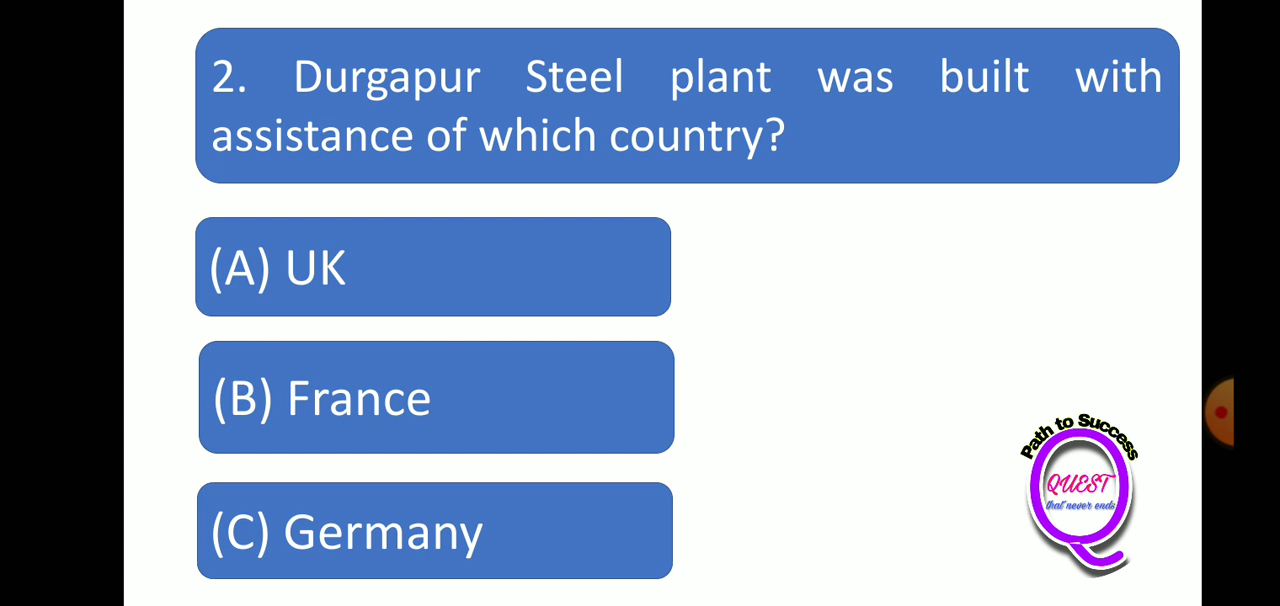 2. Durgapur Steel plant was built with
assistance of which country?
(A) UK
(B) France
(C) Germany
Path to Success
QUEST
that never ends